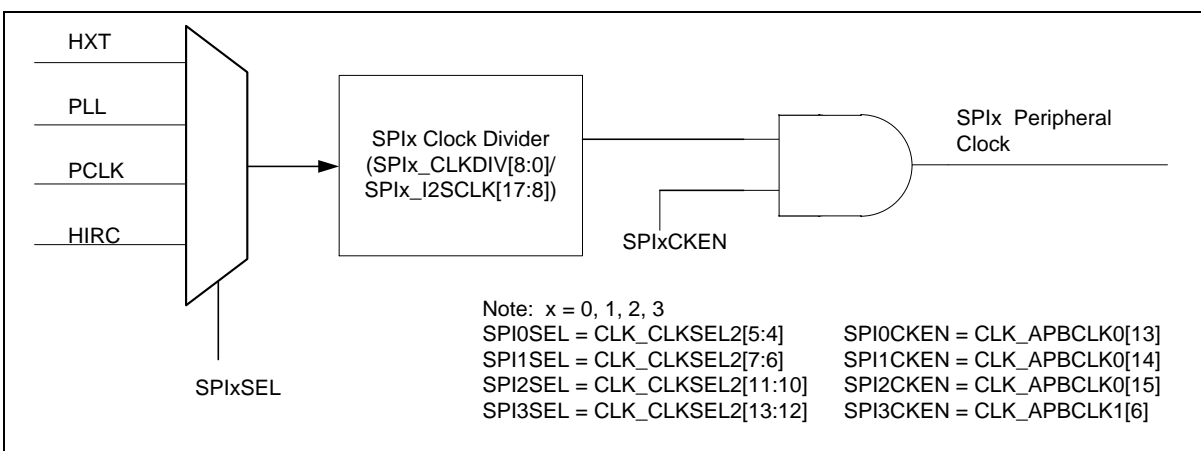 HXT
PLL
PCLK
HIRC
SPIxSEL
SPIx Clock Divider
(SPIx_CLKDIV[8:0]/
SPIx_I2SCLK[17:8])
SPIxCKEN
SPIx Peripheral
Clock
Note: x = 0, 1, 2, 3
SPI0SEL = CLK_CLKSEL2[5:4] SPI0CKEN = CLK_APBCLK0[13]
SPI1SEL = CLK_CLKSEL2[7:6] SPI1CKEN = CLK_APBCLK0[14]
SPI2SEL = CLK_CLKSEL2[11:10] SPI2CKEN = CLK_APBCLK0[15]
SPI3SEL = CLK_CLKSEL2[13:12] SPI3CKEN = CLK_APBCLK1[6]